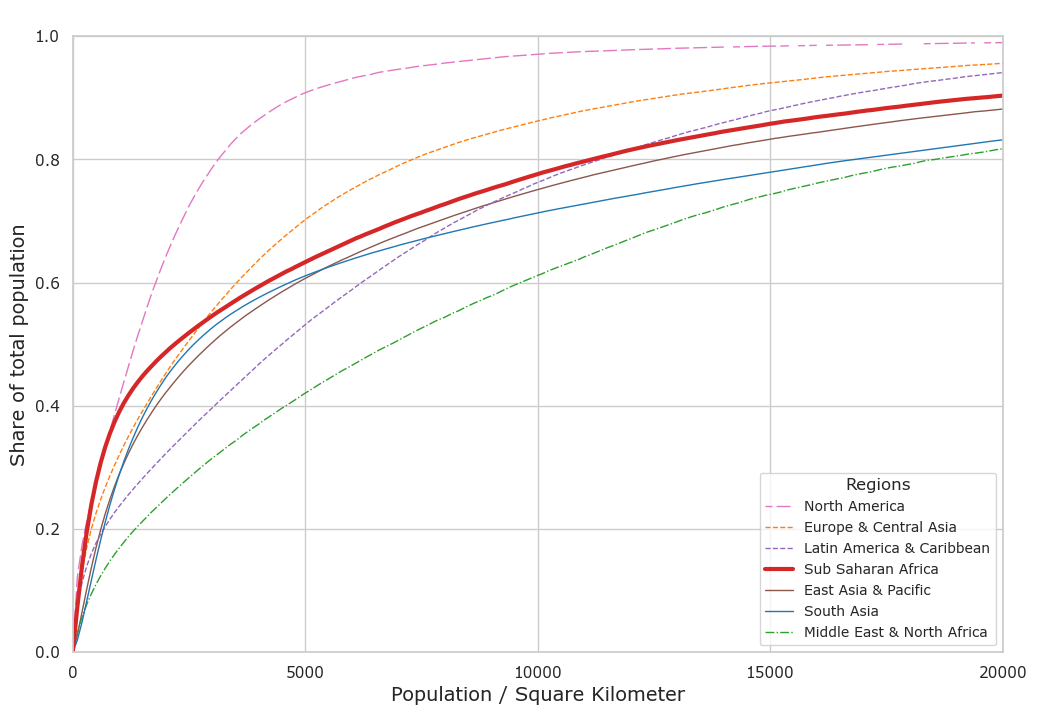 1.0
0.8
0.6
0.4
0.2
0.0
Share of total population
0
5000
10000
15000
20000
Population / Square Kilometer
Regions
North America
Europe & Central Asia
Latin America & Caribbean
Sub Saharan Africa
East Asia & Pacific
South Asia
Middle East & North Africa